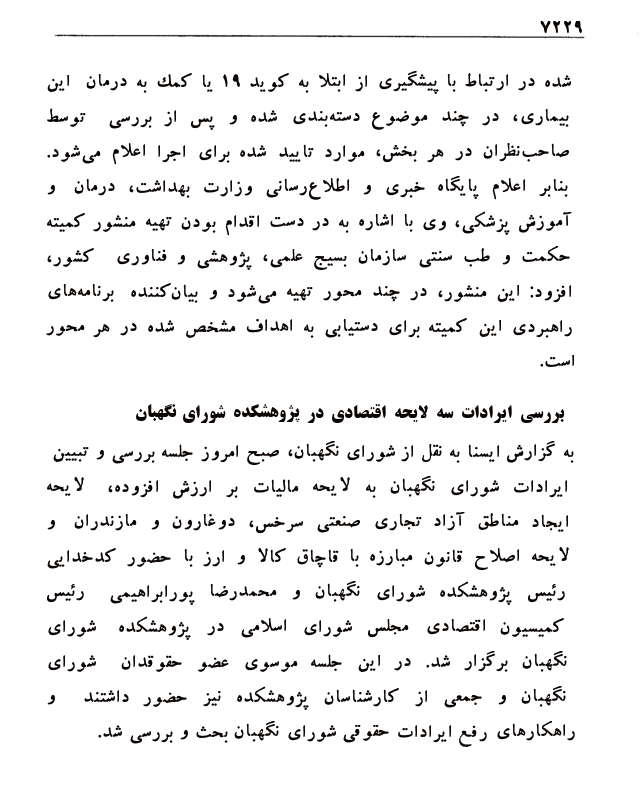 ۷۲۲۹
شده در ارتباط با پیشگیری از ابتلا به کوید ۱۹ یا کمك به درمان این
بیماری، در چند موضوع دسته‌بندی شده و پس از بررسی توسط
صاحب‌نظران در هر بخش، موارد تایید شده برای اجرا اعلام می‌شود.
بنابر اعلام پایگاه خبری و اطلاع‌رسانی وزارت بهداشت، درمان و
آموزش پزشکی، وی با اشاره به در دست اقدام بودن تهیه منشور کمیته
حکمت و طب سنتی سازمان بسیج علمی، پژوهشی و فناوری کشور،
افزود: این منشور، در چند محور تهیه می‌شود و بیان‌کننده برنامه‌های
راهبردی این کمیته برای دستیابی به اهداف مشخص شده در هر محور
است.
بررسی ایرادات سه لایحه اقتصادی در پژوهشکده شورای نگهبان
به گزارش ایسنا به نقل از شورای نگهبان، صبح امروز جلسه بررسی و تبیین
ایرادات شورای نگهبان به لایحه مالیات بر ارزش افزوده، لایحه
ایجاد مناطق آزاد تجاری صنعتی سرخس، دوغارون و مازندران و
لایحه اصلاح قانون مبارزه با قاچاق کالا و ارز با حضور کدخدایی
رئیس پژوهشکده شورای نگهبان و محمدرضا پورابراهیمی رئیس
کمیسیون اقتصادی مجلس شورای اسلامی در پژوهشکده شورای
نگهبان برگزار شد. در این جلسه موسوی عضو حقوقدان شورای
نگهبان و جمعی از کارشناسان پژوهشکده نیز حضور داشتند و
راهکارهای رفع ایرادات حقوقی شورای نگهبان بحث و بررسی شد.